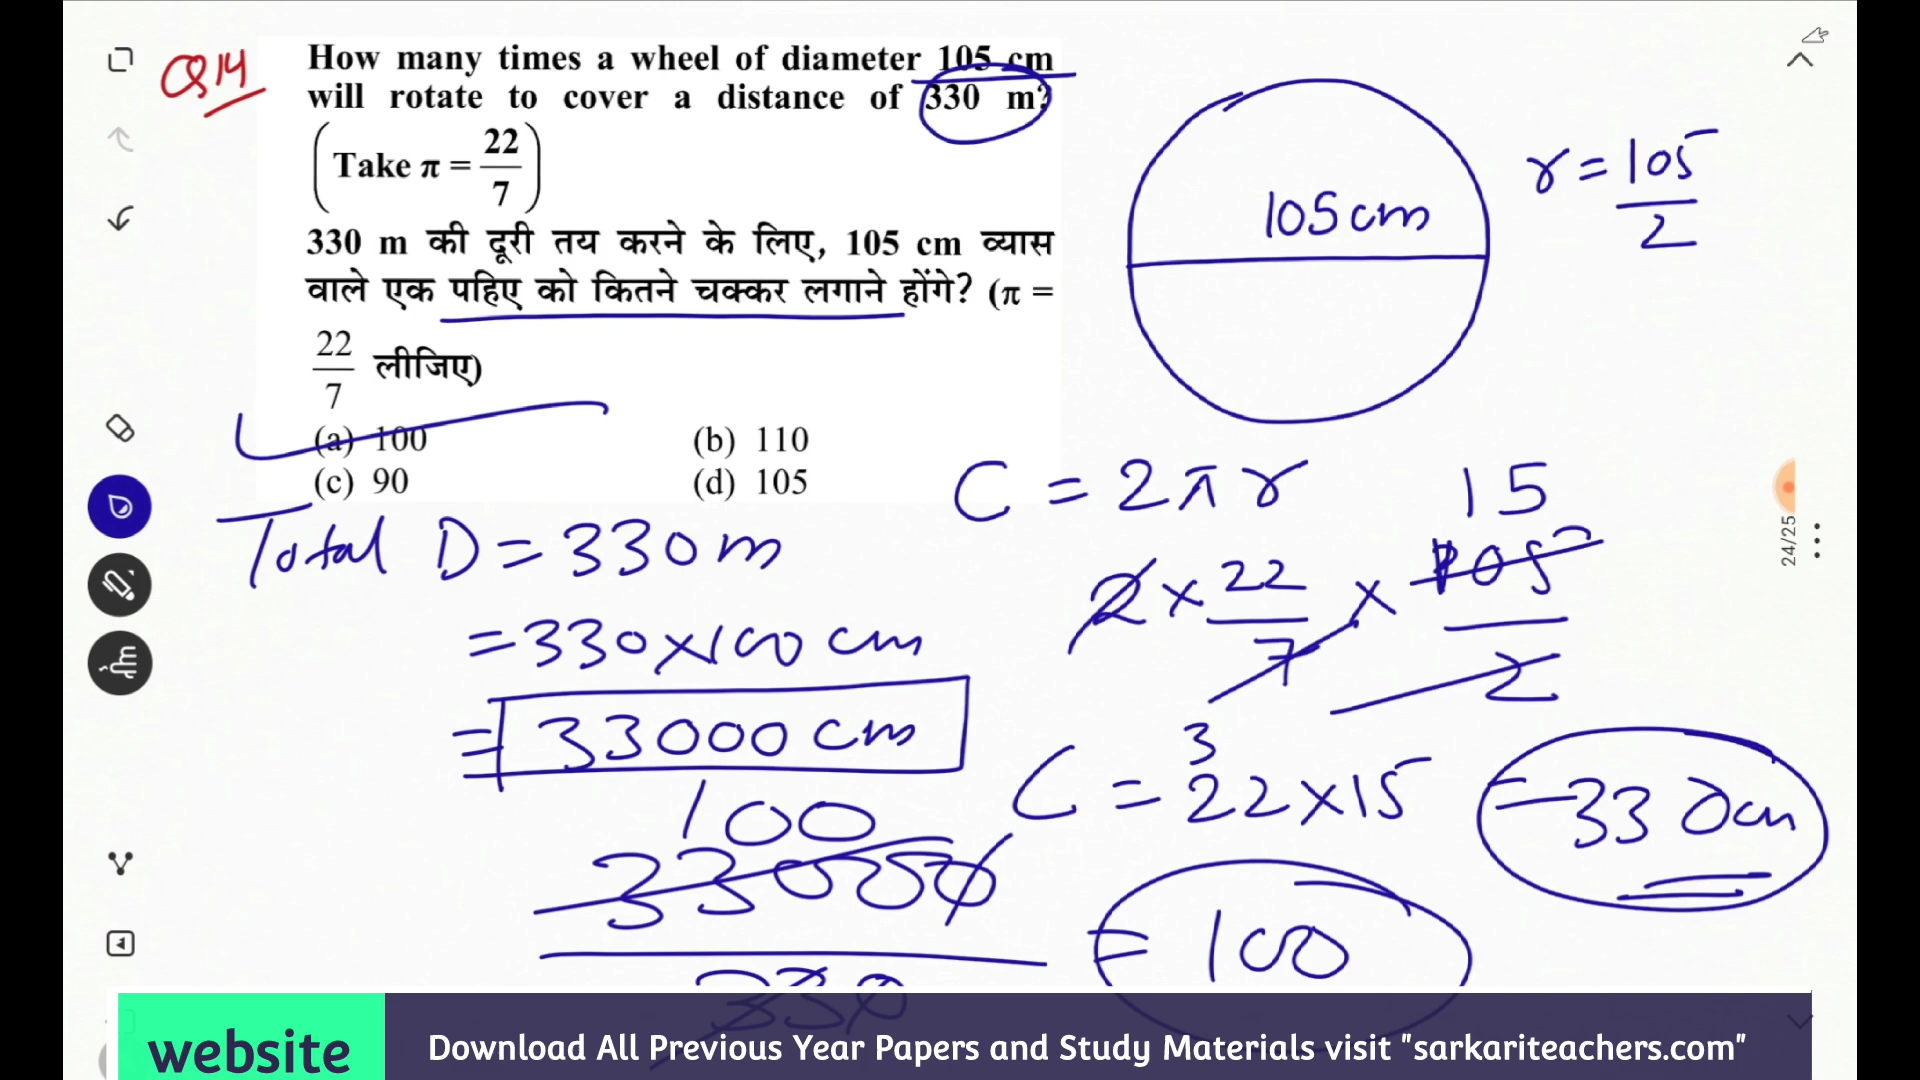 Q14
How many times a wheel of diameter 105 cm
will rotate to cover a distance of 330 m?
(Take π = 22/7)
330 m की दूरी तय करने के लिए, 105 cm व्यास
वाले एक पहिए को कितने चक्कर लगाने होंगे? (π =
22/7 लीजिए)
(a) 100 (b) 110
(c) 90 (d) 105
105 cm
r = 105/2
C = 2πr
15
2 × 22/7 × 105/2
Total D = 330 m
= 330 × 100 cm
= 33000 cm
3
C = 22 × 15 = 330 cm
100
33000/330 = 100
24/25
website
Download All Previous Year Papers and Study Materials visit "sarkariteachers.com"